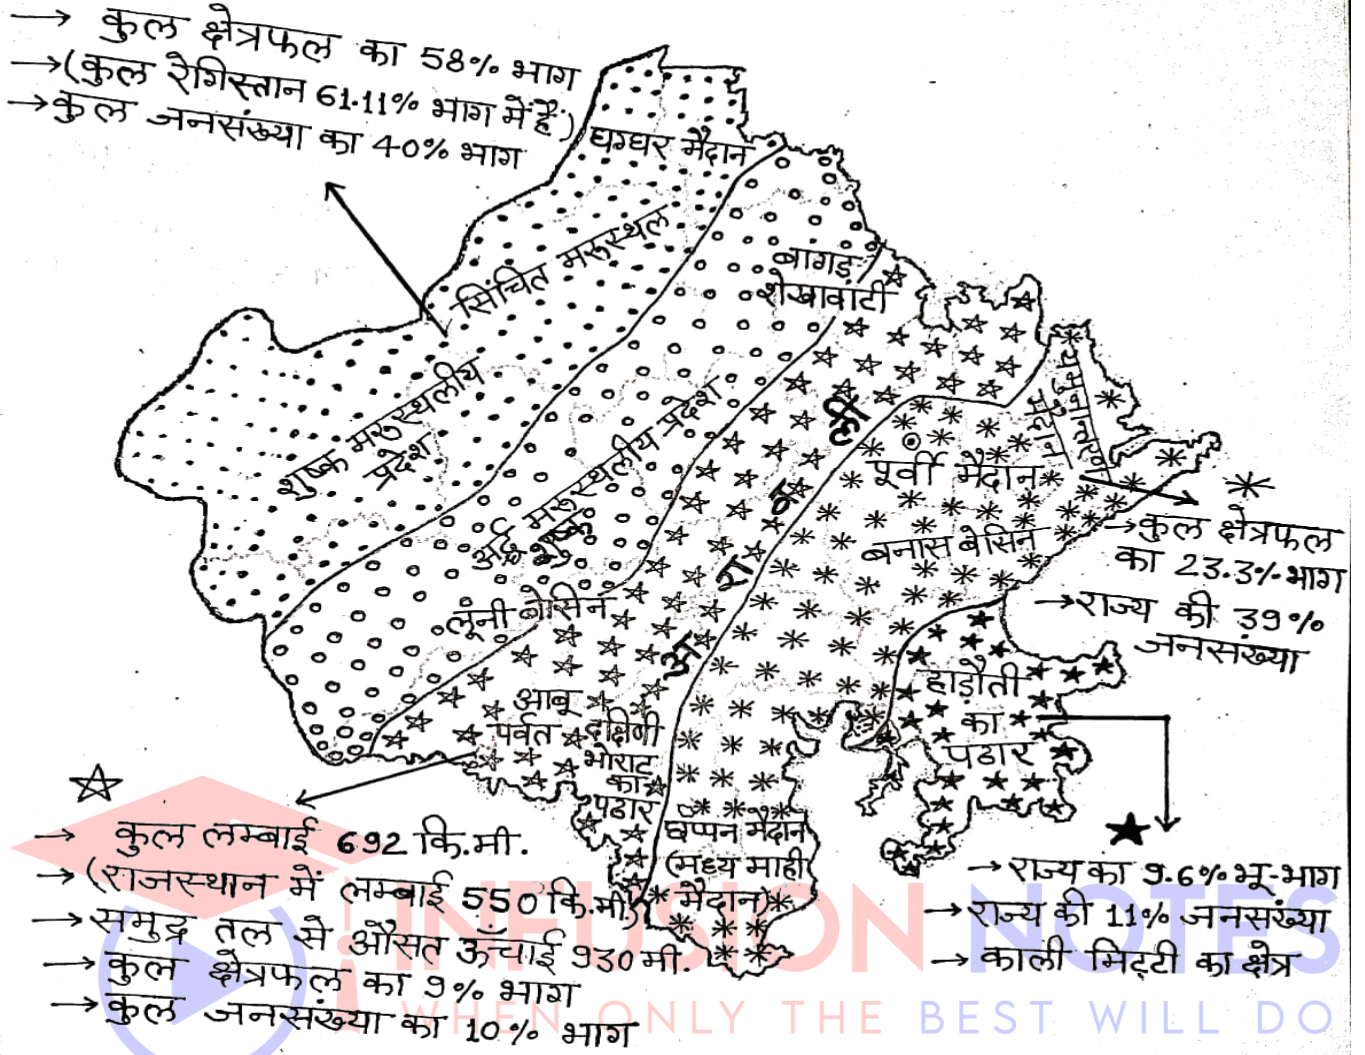 → कुल क्षेत्रफल का 58% भाग
→(कुल रेगिस्तान 61.11% भाग में है)
→कुल जनसंख्या का 40% भाग
घग्घर मैदान
सिंचित मरूस्थल
बागड़
शेखावाटी
शुष्क मरुस्थलीय
प्रदेश
अर्द्ध शुष्क मरुस्थलीय प्रदेश
लूंनी बेसिन
अरावली
यमुनान्तरण
मैदान
पूर्वी मैदान
बनास बेसिन
→कुल क्षेत्रफल
का 23.3% भाग
→राज्य की 39%
जनसंख्या
हाड़ौती
का
पठार
आबू
पर्वत
दक्षिणी
भोराट
का
पठार
छप्पन मैदान
(मध्य माही
मैदान)
→ कुल लम्बाई 692 कि.मी.
→(राजस्थान में लम्बाई 550 कि.मी)
→समुद्र तल से औसत ऊँचाई 930 मी.
→कुल क्षेत्रफल का 9% भाग
→कुल जनसंख्या का 10% भाग
→राज्य का 9.6% भू-भाग
→राज्य की 11% जनसंख्या
→ काली मिट्टी का क्षेत्र
INFUSION NOTES
WHEN ONLY THE BEST WILL DO